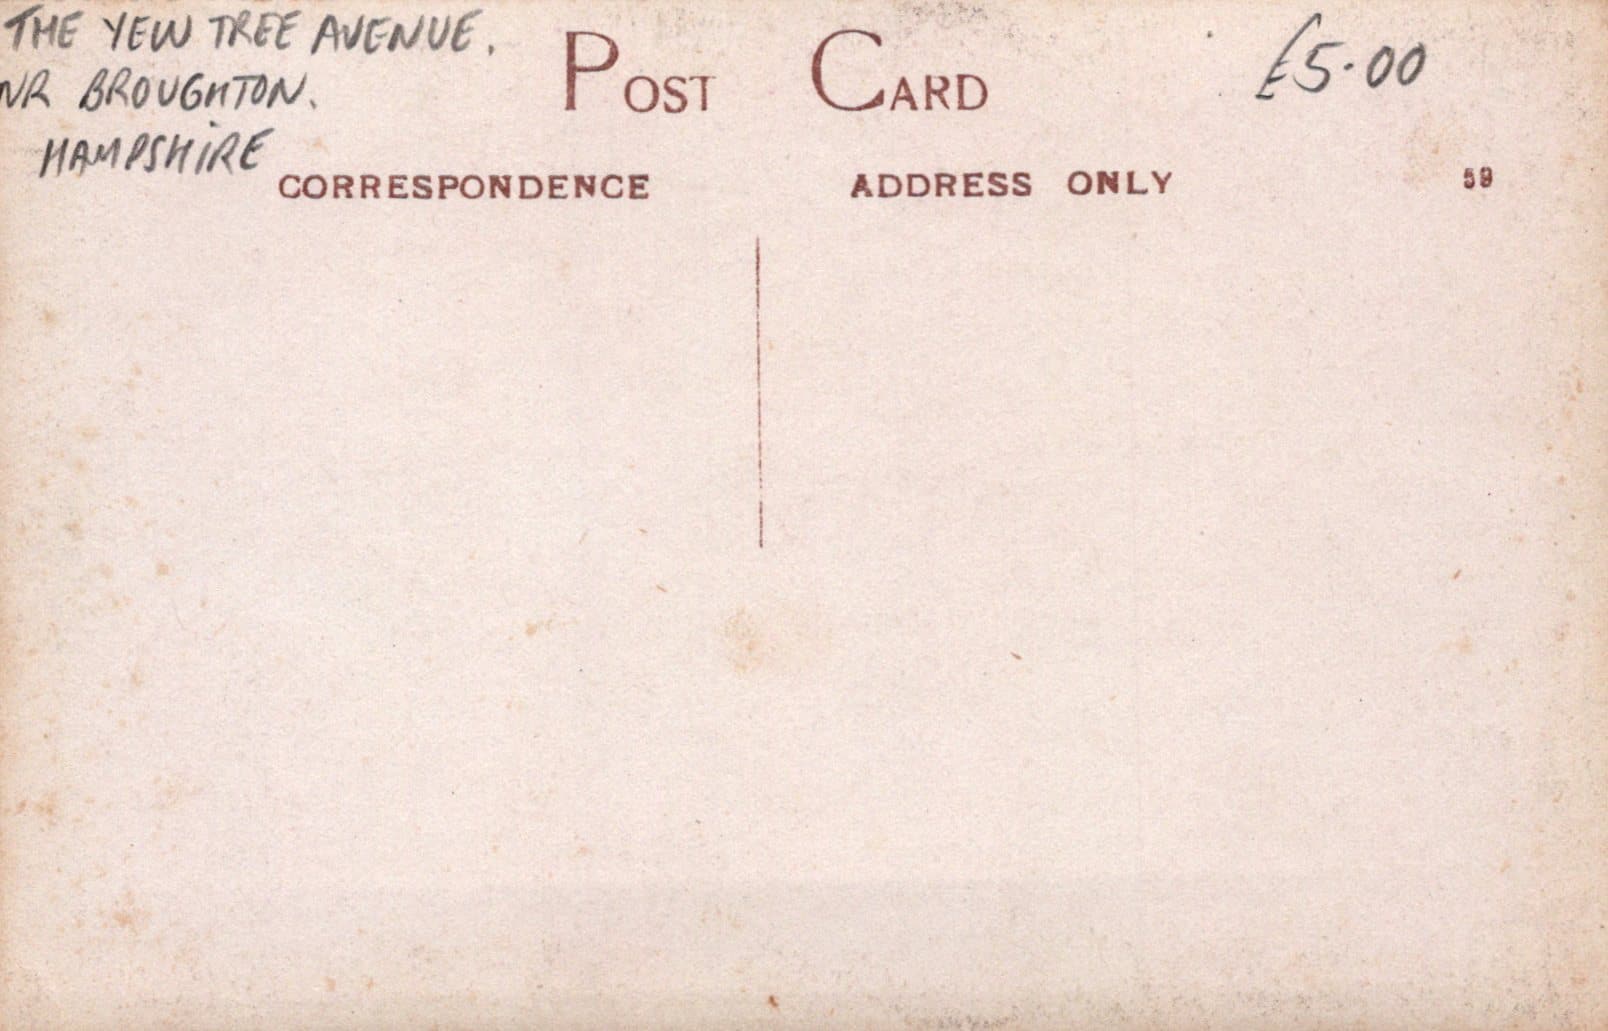 THE YEW TREE AVENUE.
NR BROUGHTON.
HAMPSHIRE
POST CARD
£5.00
CORRESPONDENCE
ADDRESS ONLY
59